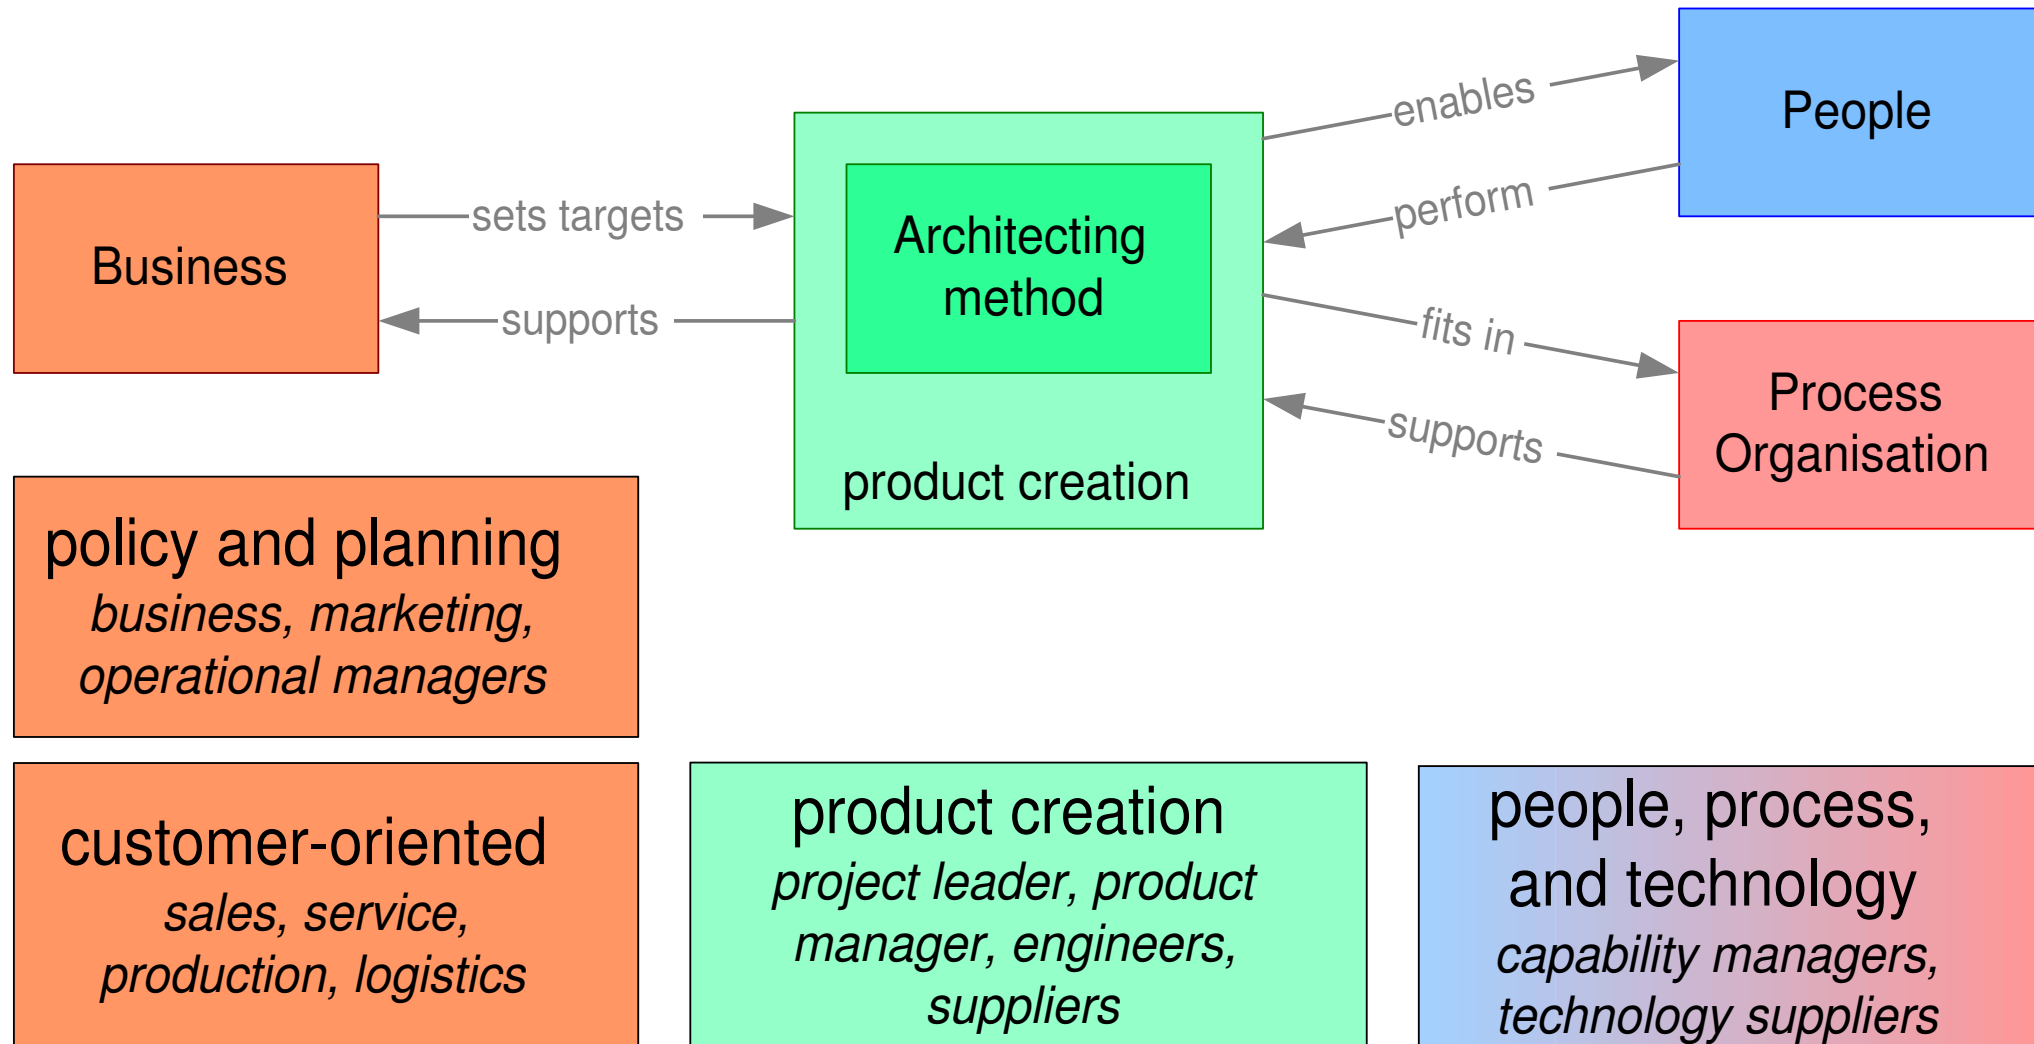 Business
sets targets
supports
Architecting
method
product creation
enables
perform
People
fits in
supports
Process
Organisation
policy and planning
business, marketing,
operational managers
customer-oriented
sales, service,
production, logistics
product creation
project leader, product
manager, engineers,
suppliers
people, process,
and technology
capability managers,
technology suppliers